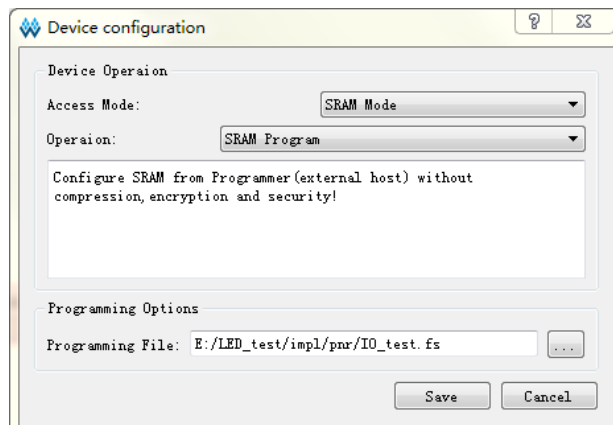 Device configuration
Device Operaion
Access Mode: SRAM Mode
Operaion: SRAM Program
Configure SRAM from Programmer(external host) without
compression,encryption and security!
Programming Options
Programming File: E:/LED_test/impl/pnr/IO_test.fs ...
Save Cancel